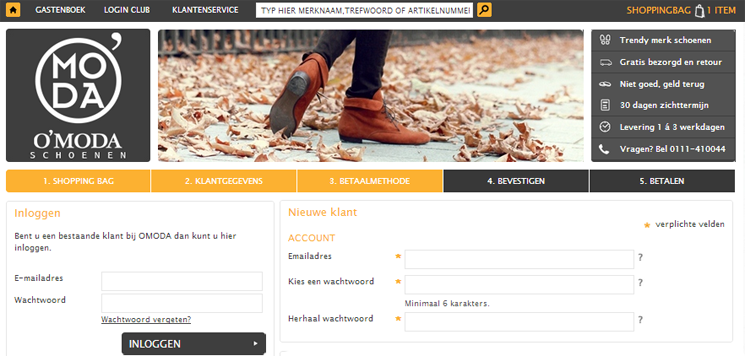 GASTENBOEK LOGIN CLUB KLANTENSERVICE TYP HIER MERKNAAM,TREFWOORD OF ARTIKELNUMMER SHOPPINGBAG 1 ITEM
MO
DA
O'MODA
SCHOENEN
Trendy merk schoenen
Gratis bezorgd en retour
Niet goed, geld terug
30 dagen zichttermijn
Levering 1 á 3 werkdagen
Vragen? Bel 0111-410044
1. SHOPPING BAG 2. KLANTGEGEVENS 3. BETAALMETHODE 4. BEVESTIGEN 5. BETALEN
Inloggen
Bent u een bestaande klant bij OMODA dan kunt u hier
inloggen.
E-mailadres
Wachtwoord
Wachtwoord vergeten?
INLOGGEN
Nieuwe klant
* verplichte velden
ACCOUNT
Emailadres * ?
Kies een wachtwoord * ?
Minimaal 6 karakters.
Herhaal wachtwoord * ?